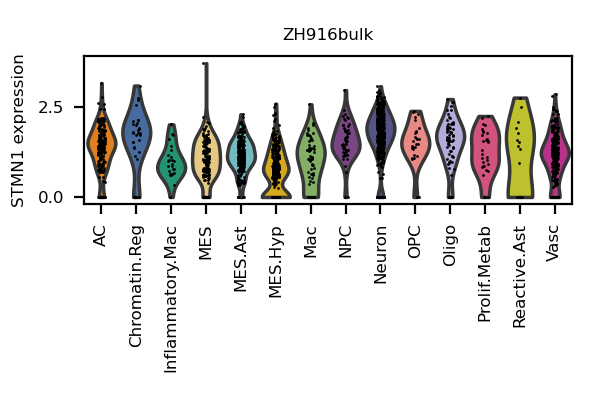 ZH916bulk
STMN1 expression
2.5
0.0
AC
Chromatin.Reg
Inflammatory.Mac
MES
MES.Ast
MES.Hyp
Mac
NPC
Neuron
OPC
Oligo
Prolif.Metab
Reactive.Ast
Vasc